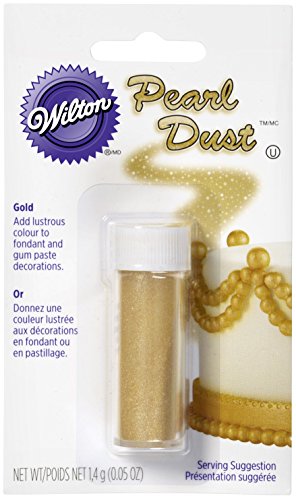 Wilton
®/MD
Pearl
Dust
™/MC
U
Gold
Add lustrous
colour to
fondant and
gum paste
decorations.
Or
Donnez une
couleur lustrée
aux décorations
en fondant ou
en pastillage.
Serving Suggestion
Présentation suggérée
NET WT/POIDS NET 1,4 g (0.05 OZ)